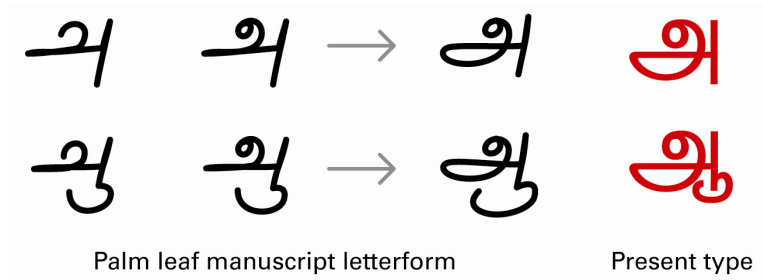 அ அ → அ அ
ஆ ஆ → ஆ ஆ
Palm leaf manuscript letterform Present type